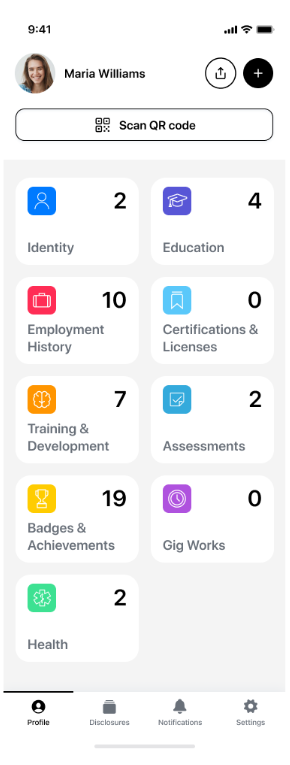 9:41
Maria Williams
Scan QR code
2
4
Identity
Education
10
0
Employment
History
Certifications &
Licenses
7
2
Training &
Development
Assessments
19
0
Badges &
Achievements
Gig Works
2
Health
Profile
Disclosures
Notifications
Settings